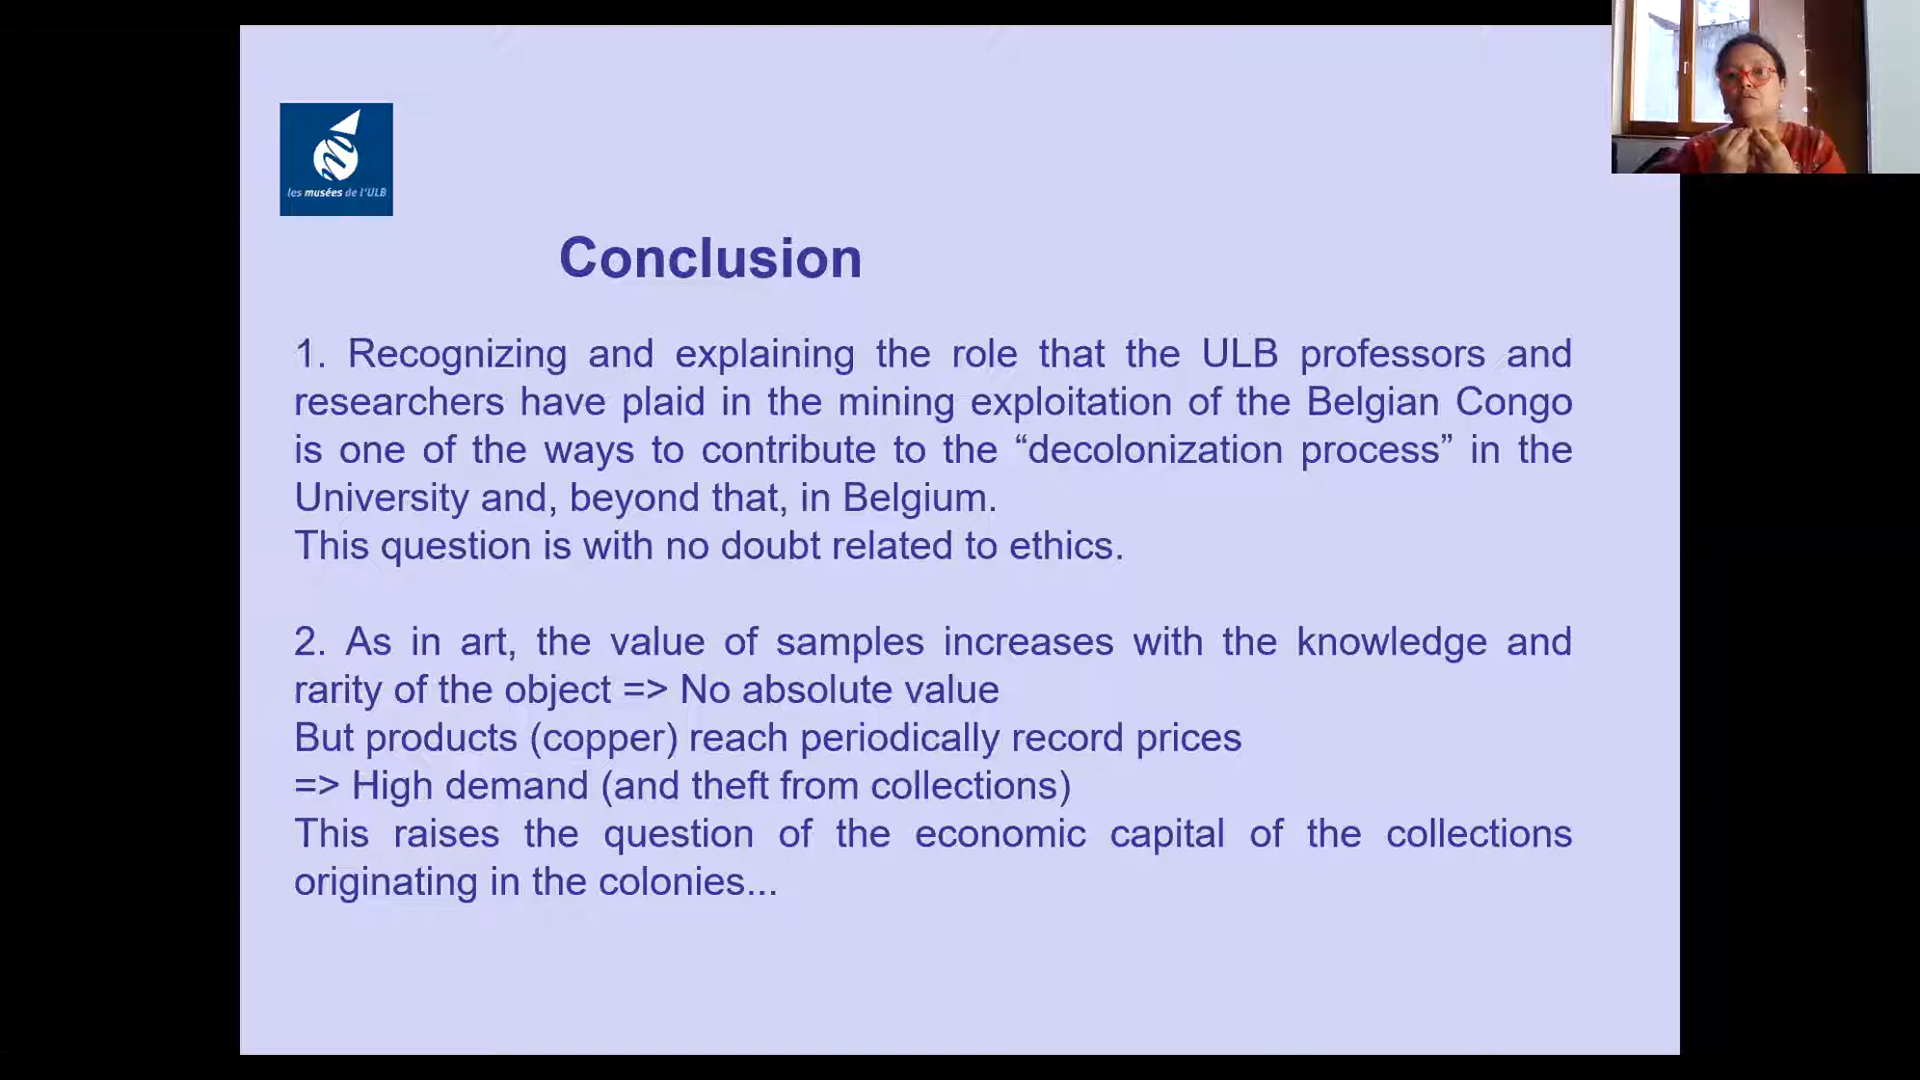 les musées de l'ULB
Conclusion
1. Recognizing and explaining the role that the ULB professors and
researchers have plaid in the mining exploitation of the Belgian Congo
is one of the ways to contribute to the “decolonization process” in the
University and, beyond that, in Belgium.
This question is with no doubt related to ethics.
2. As in art, the value of samples increases with the knowledge and
rarity of the object => No absolute value
But products (copper) reach periodically record prices
=> High demand (and theft from collections)
This raises the question of the economic capital of the collections
originating in the colonies...